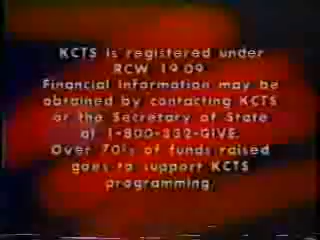 KCTS is registered under
RCW 19.09.
Financial information may be
obtained by contacting KCTS
or the Secretary of State
at 1-800-332-GIVE.
Over 70% of funds raised
goes to support KCTS
programming.